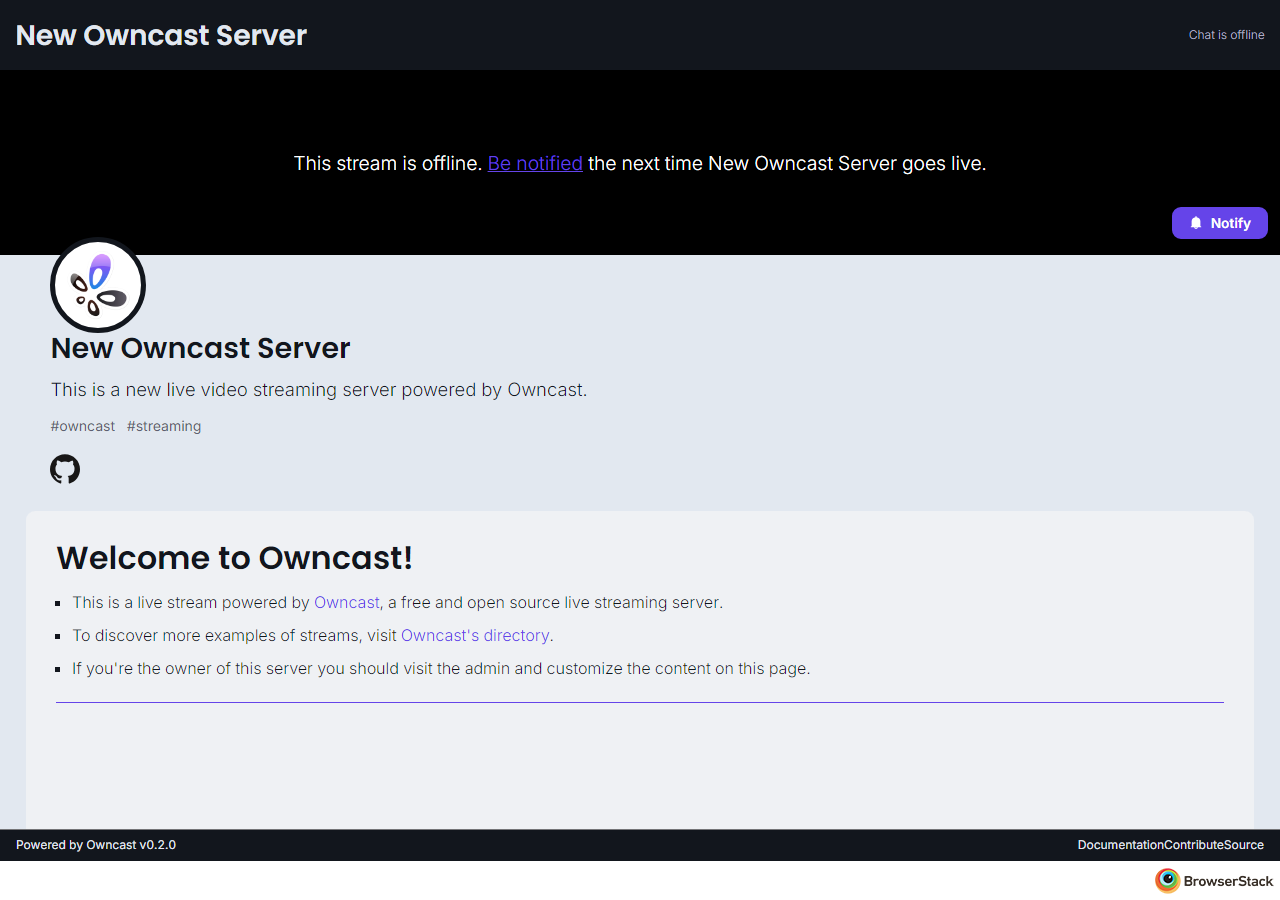 New Owncast Server
Chat is offline
This stream is offline. Be notified the next time New Owncast Server goes live.
Notify
New Owncast Server
This is a new live video streaming server powered by Owncast.
#owncast #streaming
Welcome to Owncast!
This is a live stream powered by Owncast, a free and open source live streaming server.
To discover more examples of streams, visit Owncast's directory.
If you're the owner of this server you should visit the admin and customize the content on this page.
Powered by Owncast v0.2.0
DocumentationContributeSource
BrowserStack